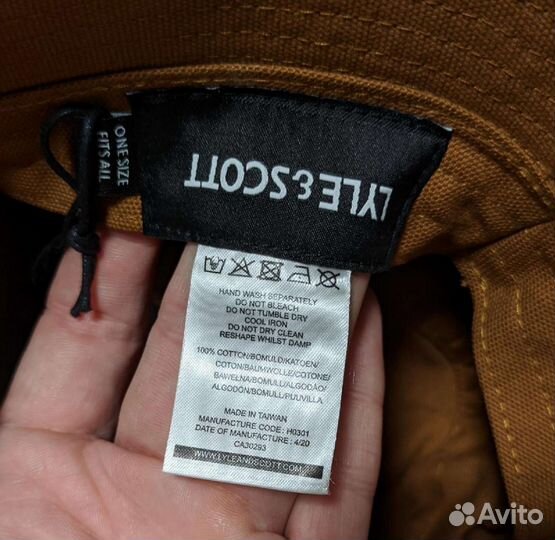 LYLE & SCOTT
ONE SIZE
FITS ALL
HAND WASH SEPARATELY
DO NOT BLEACH
DO NOT TUMBLE DRY
COOL IRON
DO NOT DRY CLEAN
RESHAPE WHILST DAMP
100% COTTON/BOMULD/KATOEN/
COTON/BAUMWOLLE/COTONE/
BAWEŁNA/BOMULL/ALGODÃO/
ALGODÓN/BOMULL/PUUVILLA
MADE IN TAIWAN
MANUFACTURE CODE: H0301
DATE OF MANUFACTURE: 4/20
CA30293
WWW.LYLEANDSCOTT.COM
Avito